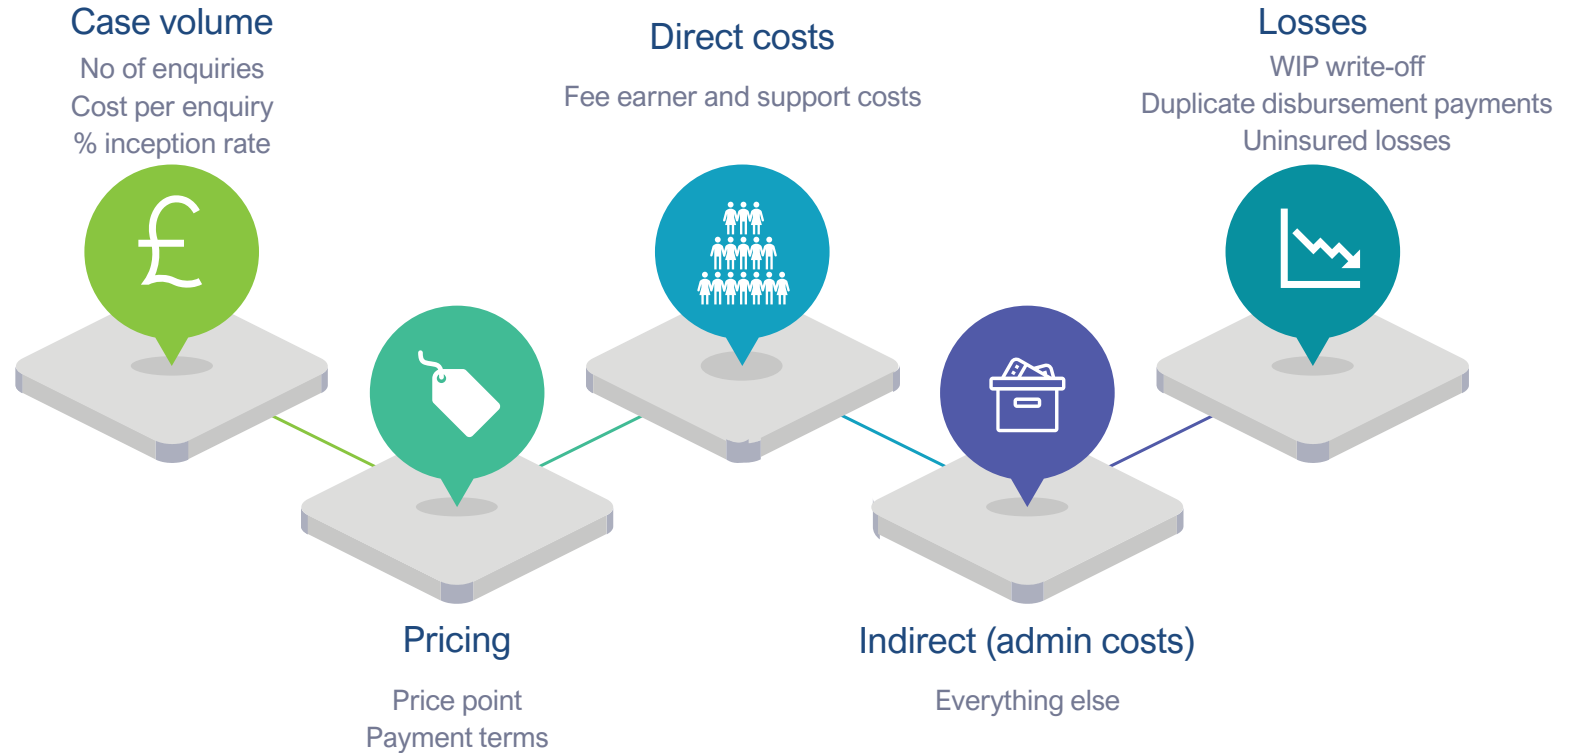 Case volume
No of enquiries
Cost per enquiry
% inception rate
Pricing
Price point
Payment terms
Direct costs
Fee earner and support costs
Indirect (admin costs)
Everything else
Losses
WIP write-off
Duplicate disbursement payments
Uninsured losses